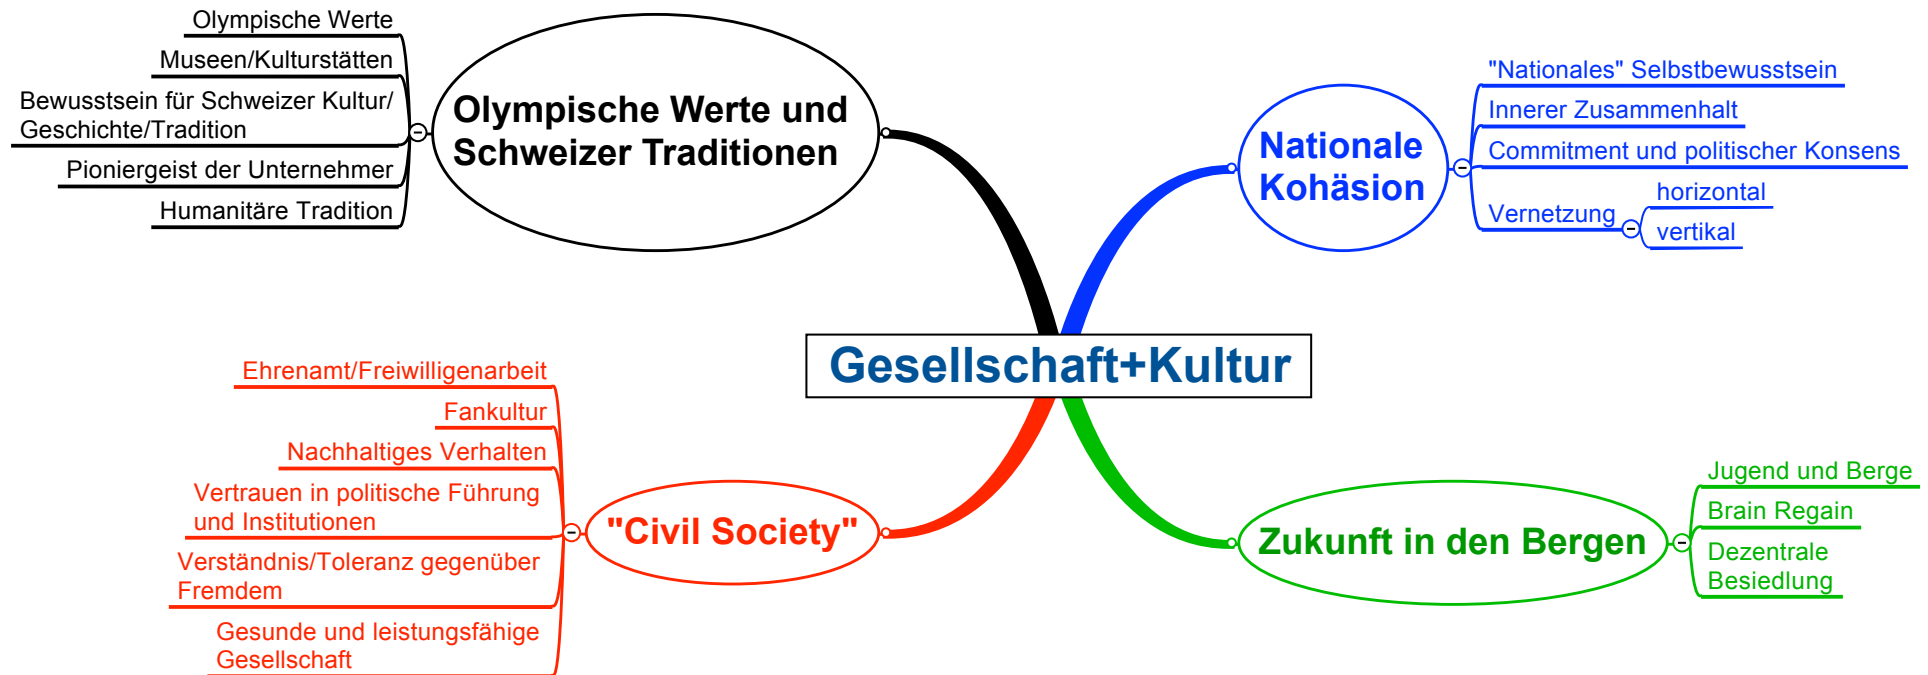 Olympische Werte
Museen/Kulturstätten
Bewusstsein für Schweizer Kultur/
Geschichte/Tradition
Pioniergeist der Unternehmer
Humanitäre Tradition
Olympische Werte und
Schweizer Traditionen
Nationale
Kohäsion
"Nationales" Selbstbewusstsein
Innerer Zusammenhalt
Commitment und politischer Konsens
Vernetzung
horizontal
vertikal
Gesellschaft+Kultur
Ehrenamt/Freiwilligenarbeit
Fankultur
Nachhaltiges Verhalten
Vertrauen in politische Führung
und Institutionen
Verständnis/Toleranz gegenüber
Fremdem
Gesunde und leistungsfähige
Gesellschaft
"Civil Society"
Zukunft in den Bergen
Jugend und Berge
Brain Regain
Dezentrale
Besiedlung